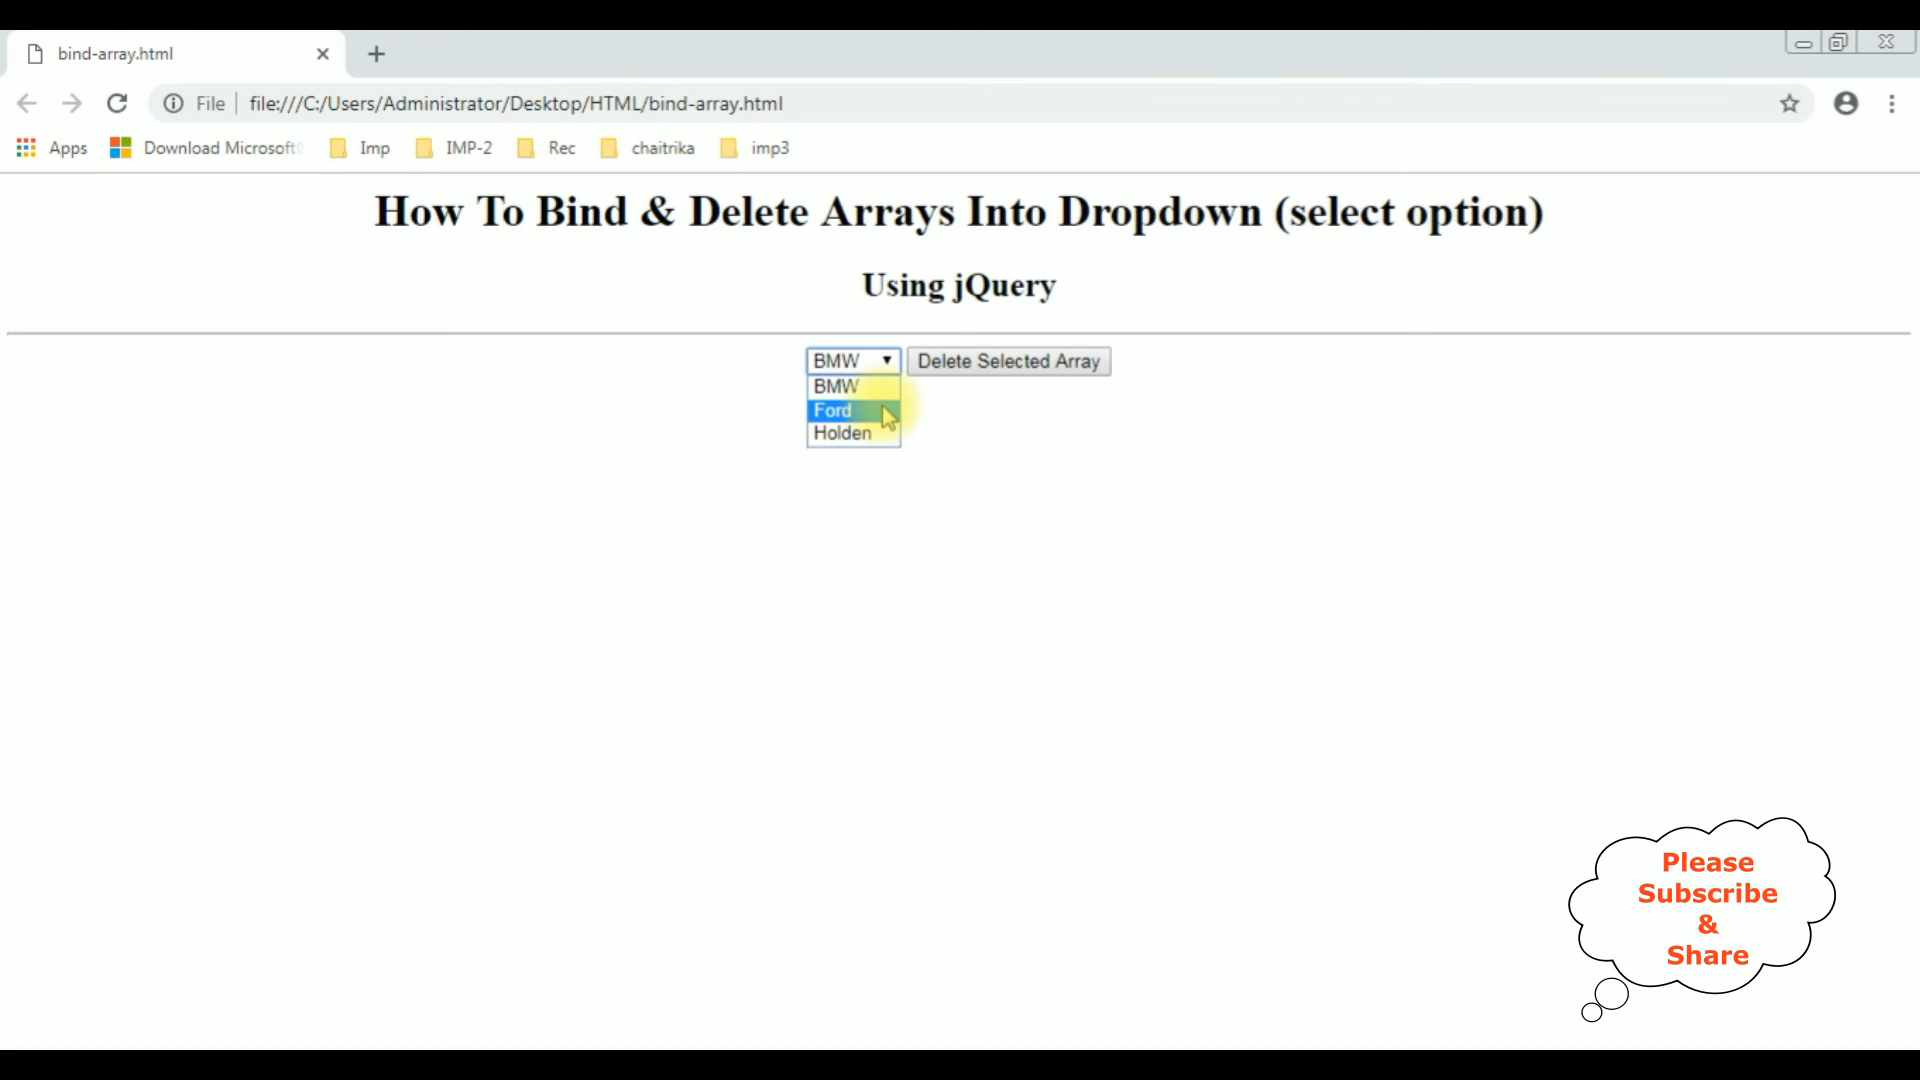 bind-array.html
File
file:///C:/Users/Administrator/Desktop/HTML/bind-array.html
Apps
Download Microsoft
Imp
IMP-2
Rec
chaitrika
imp3
How To Bind & Delete Arrays Into Dropdown (select option)
Using jQuery
BMW
Delete Selected Array
BMW
Ford
Holden
Please
Subscribe
&
Share